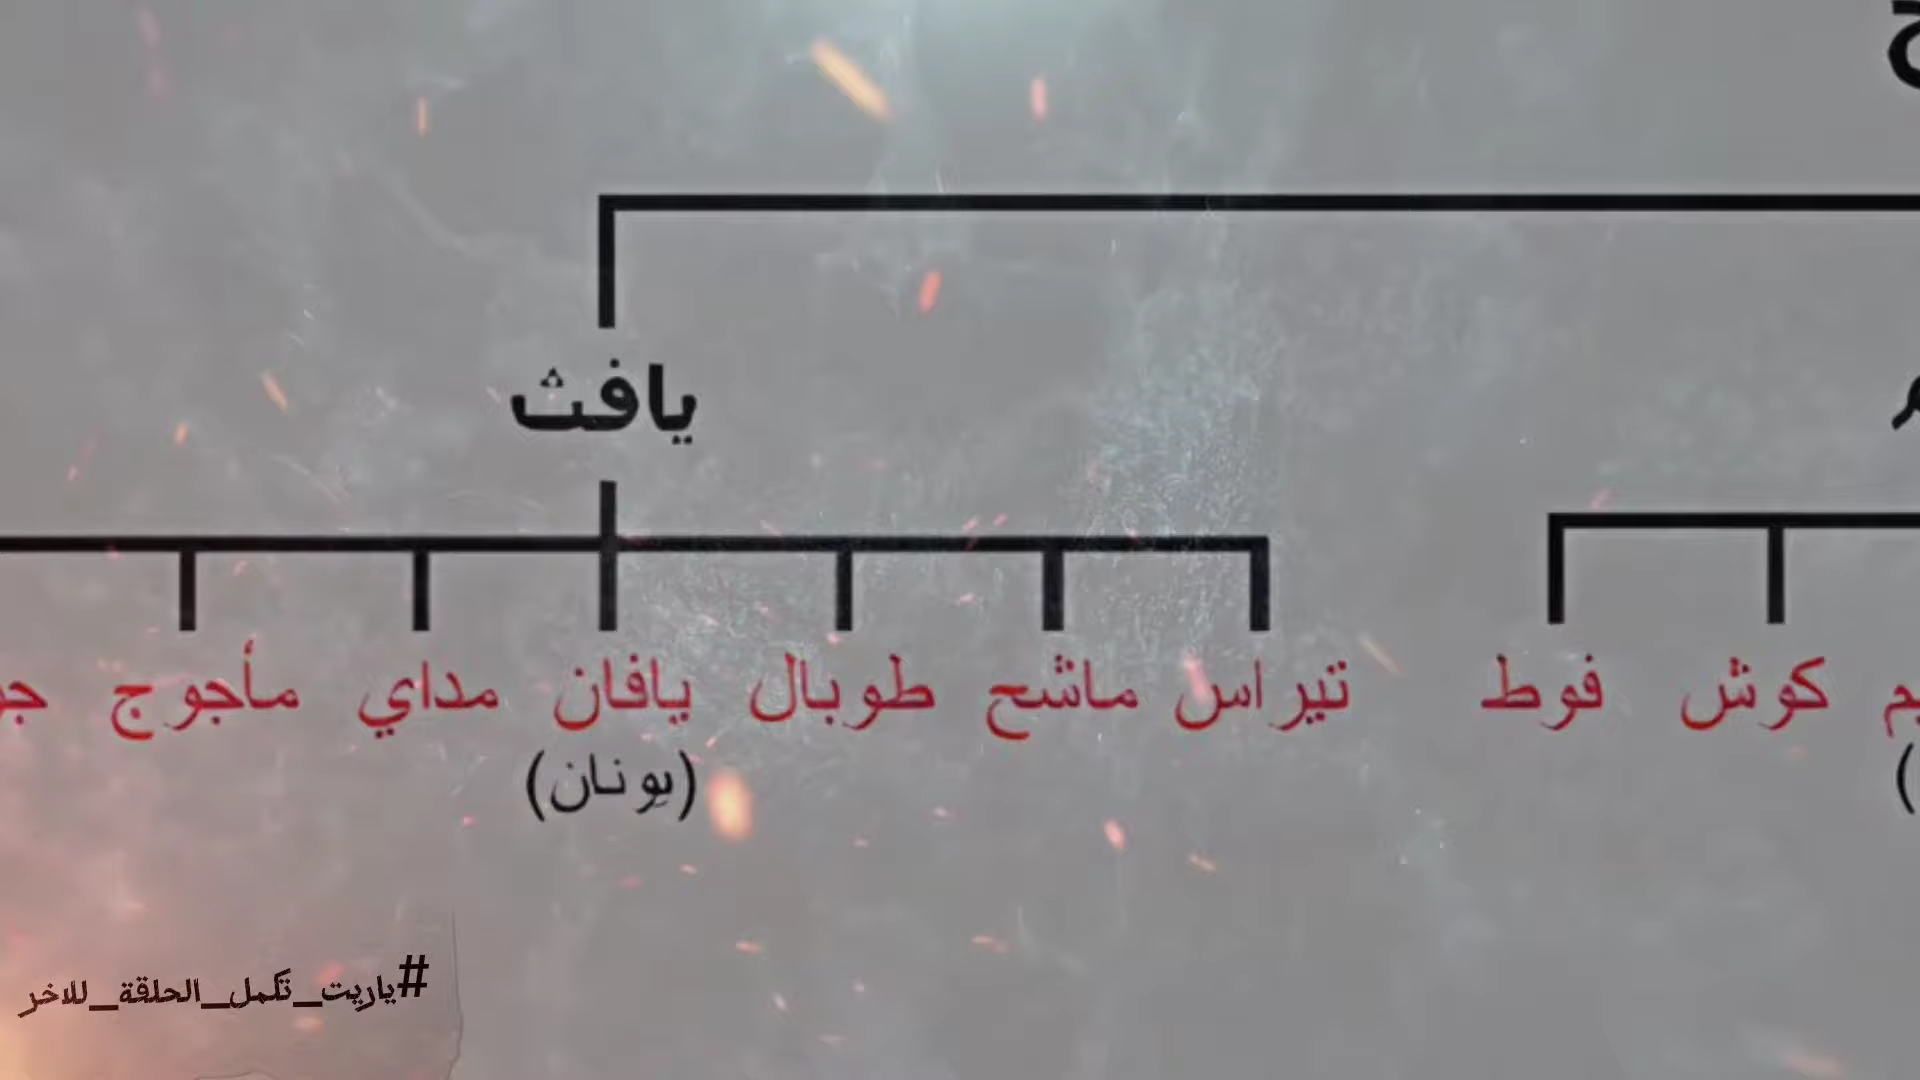 يافث
فوط كوش
تيراس ماشح طوبال يافان مداي مأجوج
(يونان)
#ياريت_تكمل_الحلقة_للاخر